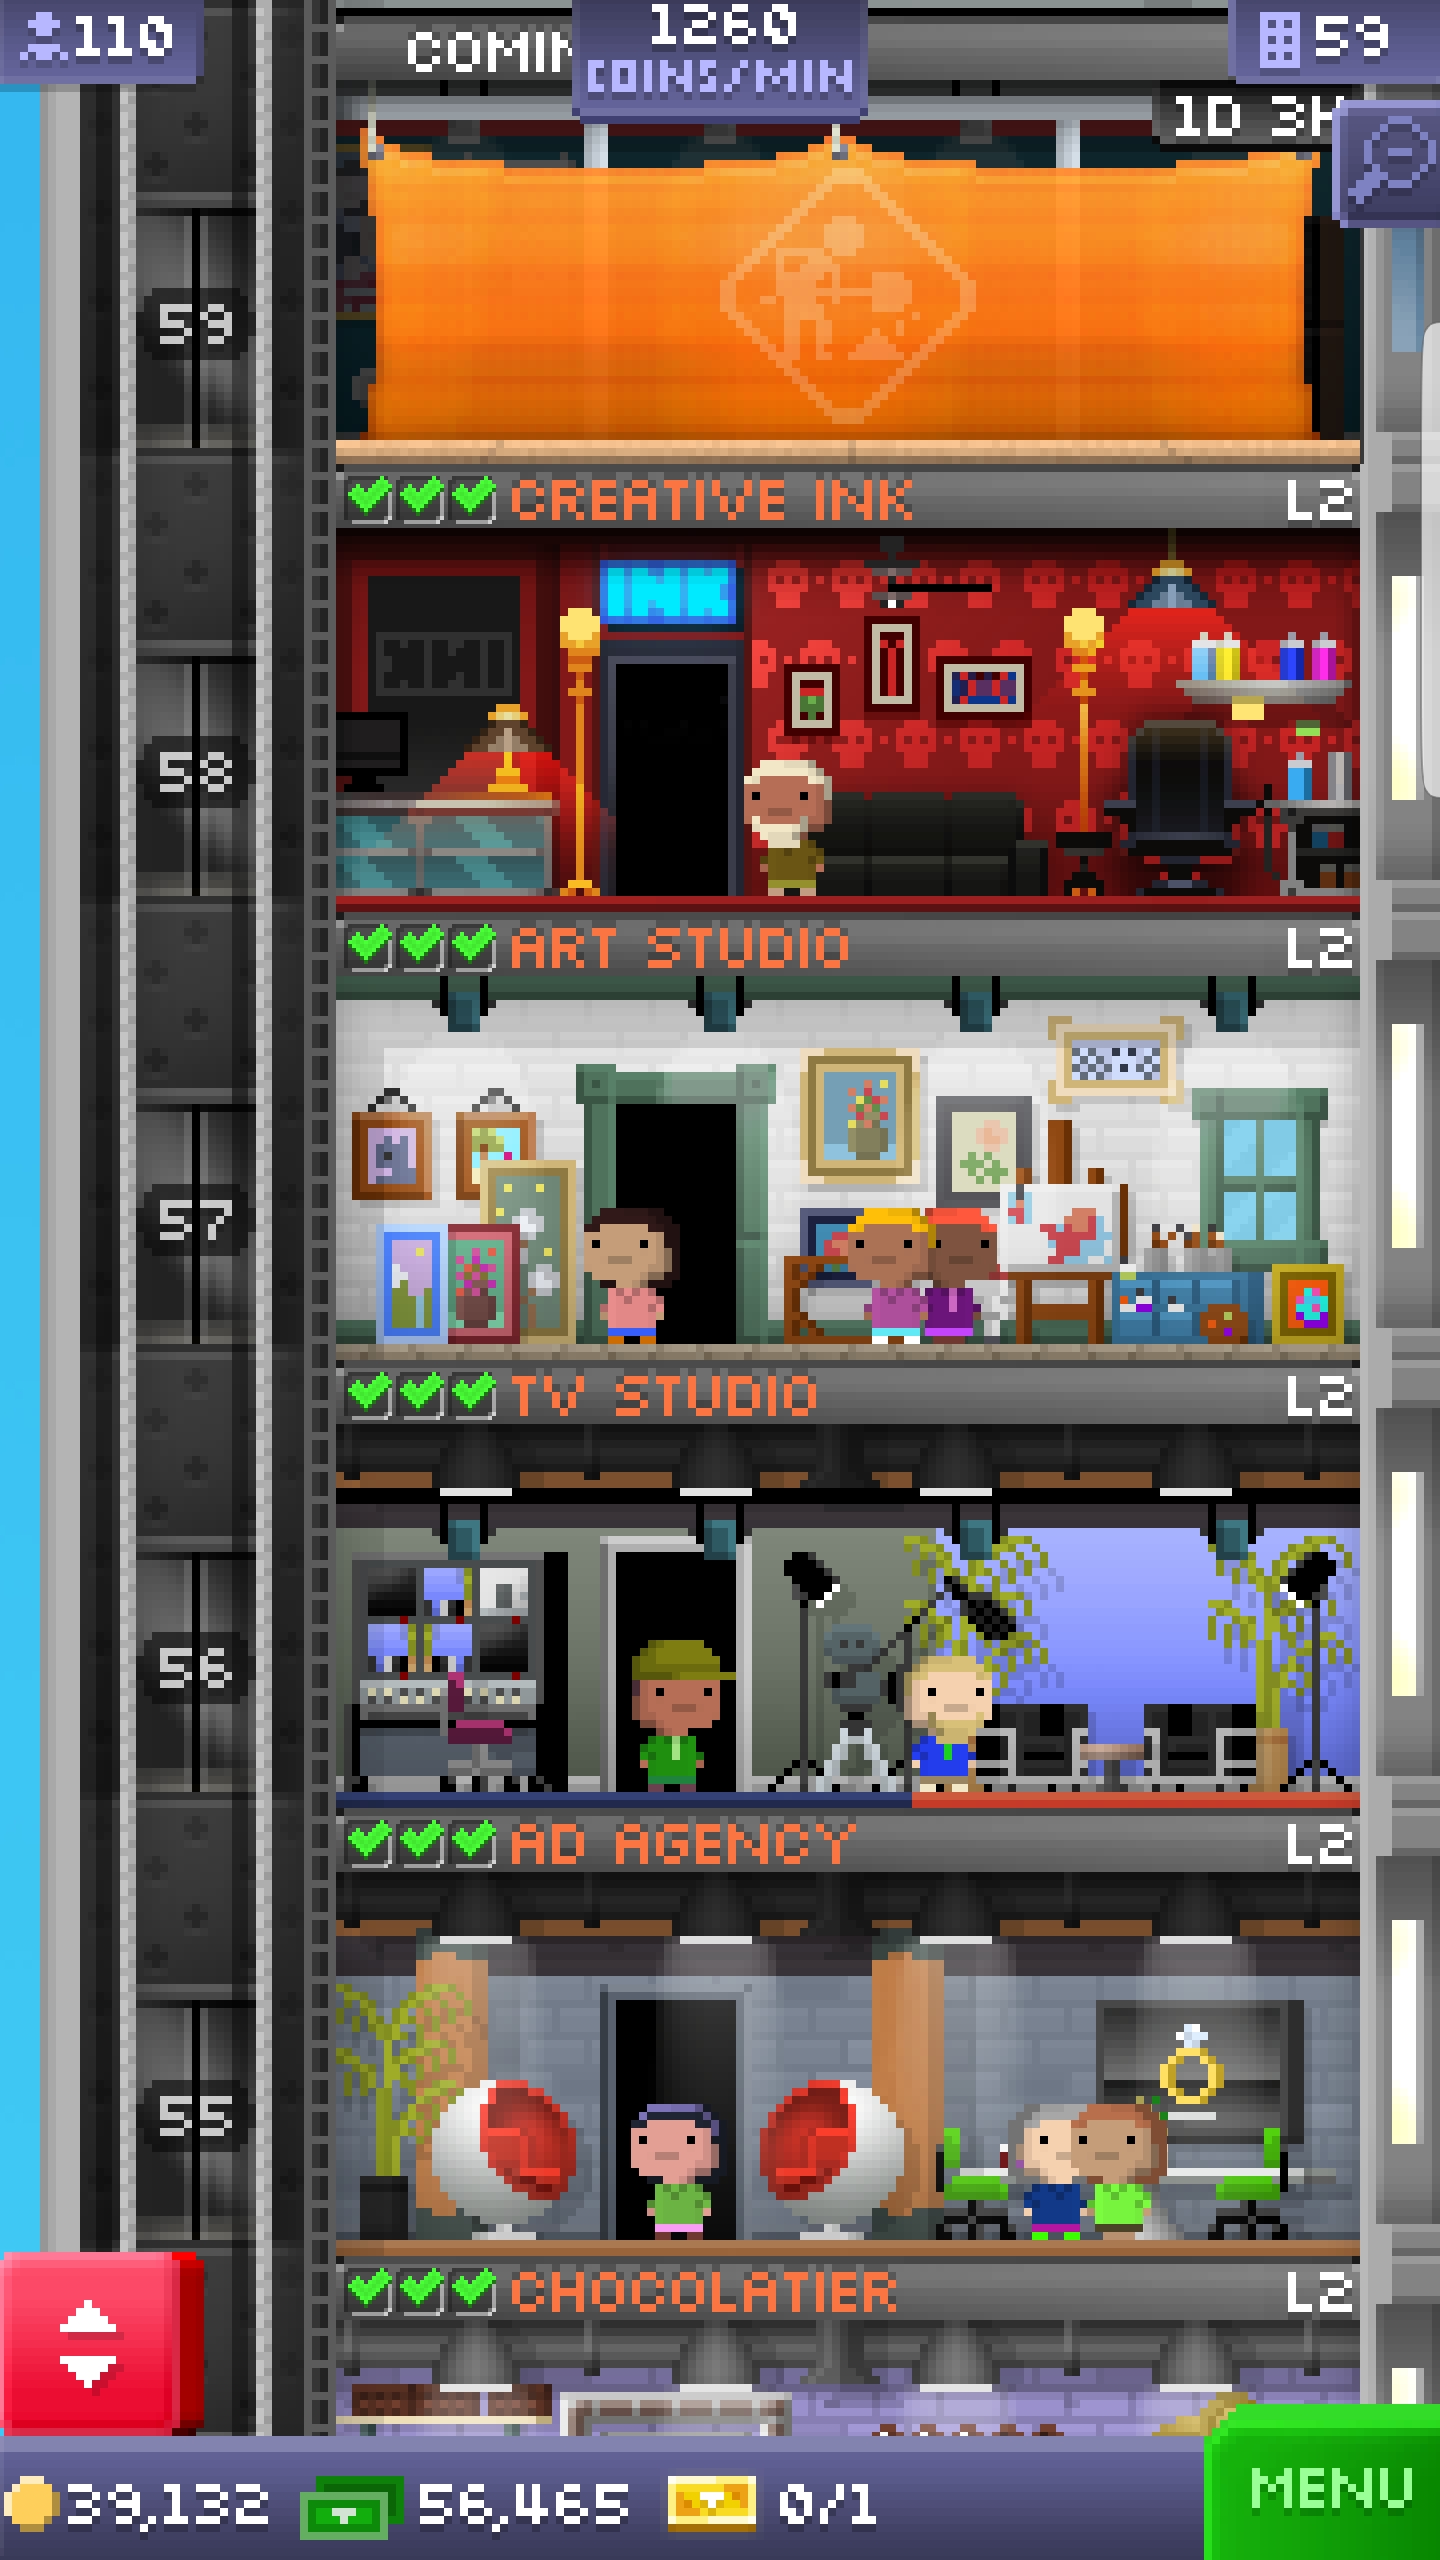 110
1260
COINS/MIN
59
COMIN
1D 3H
59
CREATIVE INK
L2
INK
58
ART STUDIO
L2
57
TV STUDIO
L2
56
AD AGENCY
L2
55
CHOCOLATIER
L2
39,132
56,465
0/1
MENU